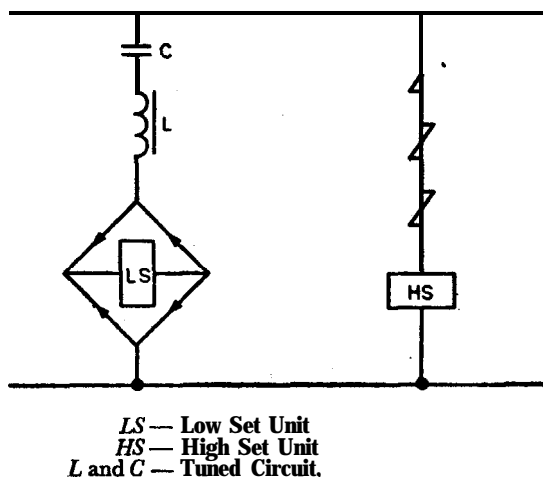 C
L
LS
HS
LS — Low Set Unit
HS — High Set Unit
L and C — Tuned Circuit,